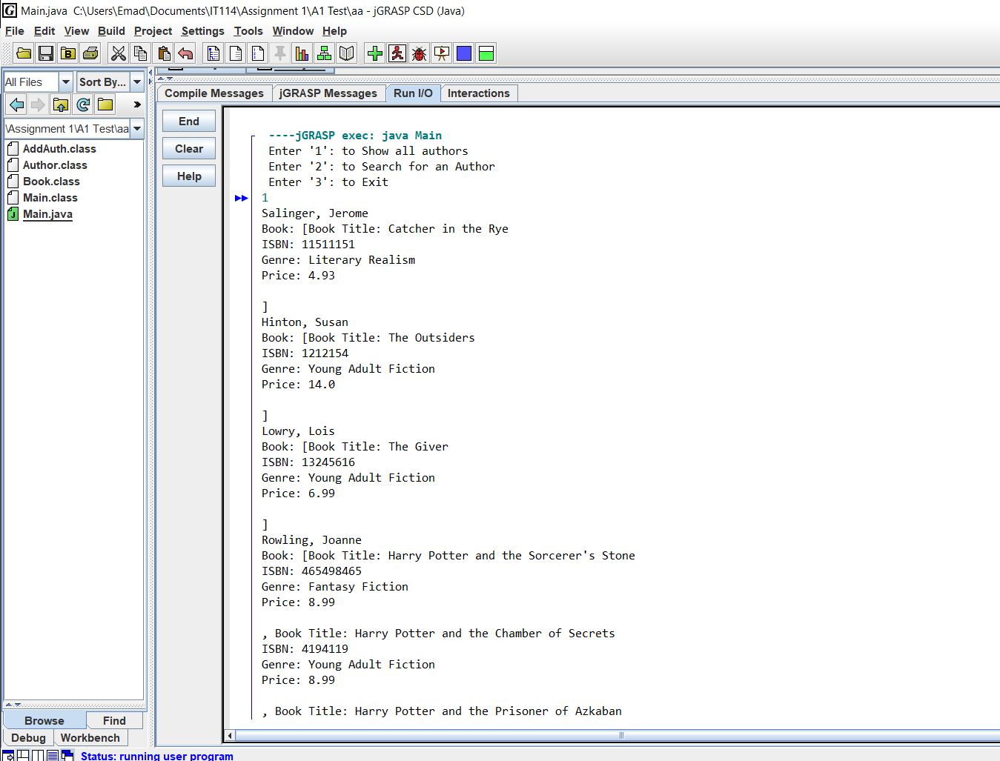 Main.java  C:\Users\Emad\Documents\IT114\Assignment 1\A1 Test\aa - jGRASP CSD (Java)
File Edit View Build Project Settings Tools Window Help
All Files
Sort By...
\Assignment 1\A1 Test\aa
AddAuth.class
Author.class
Book.class
Main.class
Main.java
Browse
Find
Debug
Workbench
Compile Messages
jGRASP Messages
Run I/O
Interactions
End
Clear
Help
----jGRASP exec: java Main
Enter '1': to Show all authors
Enter '2': to Search for an Author
Enter '3': to Exit
1
Salinger, Jerome
Book: [Book Title: Catcher in the Rye
ISBN: 11511151
Genre: Literary Realism
Price: 4.93
]
Hinton, Susan
Book: [Book Title: The Outsiders
ISBN: 1212154
Genre: Young Adult Fiction
Price: 14.0
]
Lowry, Lois
Book: [Book Title: The Giver
ISBN: 13245616
Genre: Young Adult Fiction
Price: 6.99
]
Rowling, Joanne
Book: [Book Title: Harry Potter and the Sorcerer's Stone
ISBN: 465498465
Genre: Fantasy Fiction
Price: 8.99
, Book Title: Harry Potter and the Chamber of Secrets
ISBN: 4194119
Genre: Young Adult Fiction
Price: 8.99
, Book Title: Harry Potter and the Prisoner of Azkaban
Status: running user program